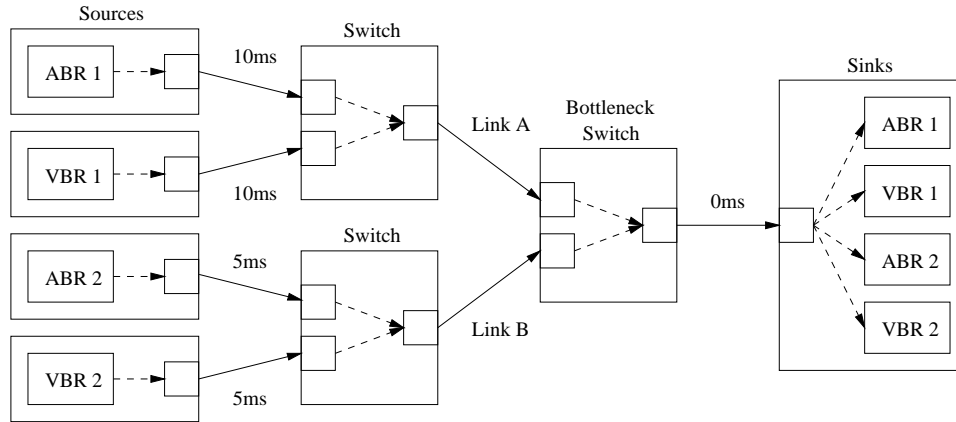 Sources
ABR 1
10ms
VBR 1
10ms
ABR 2
5ms
VBR 2
5ms
Switch
Switch
Link A
Link B
Bottleneck
Switch
0ms
Sinks
ABR 1
VBR 1
ABR 2
VBR 2